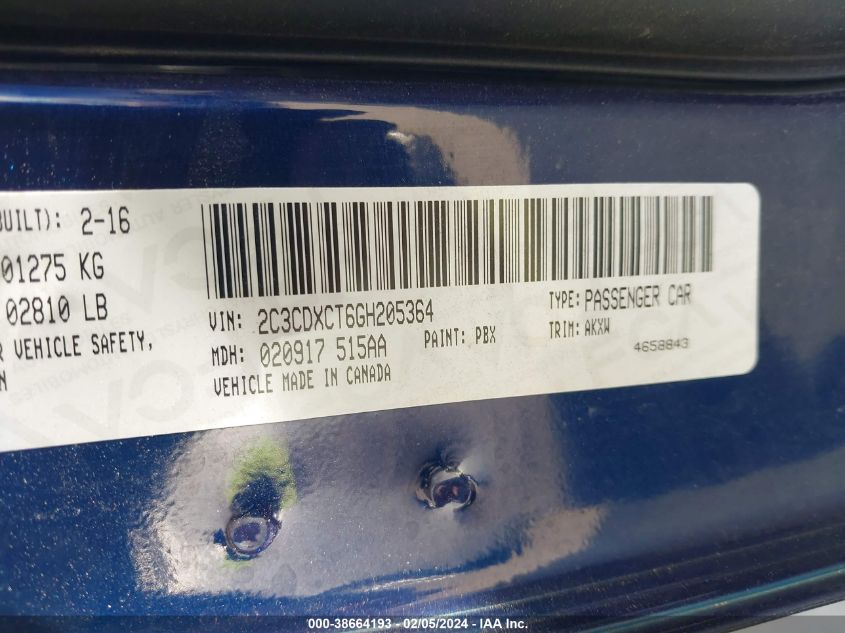 BUILT): 2-16
01275 KG
02810 LB
R VEHICLE SAFETY,
N
VIN: 2C3CDXCT6GH205364
TYPE: PASSENGER CAR
MDH: 020917 515AA
PAINT: PBX
TRIM: AKXW
VEHICLE MADE IN CANADA
4658843
000-38664193 - 02/05/2024 - IAA Inc.